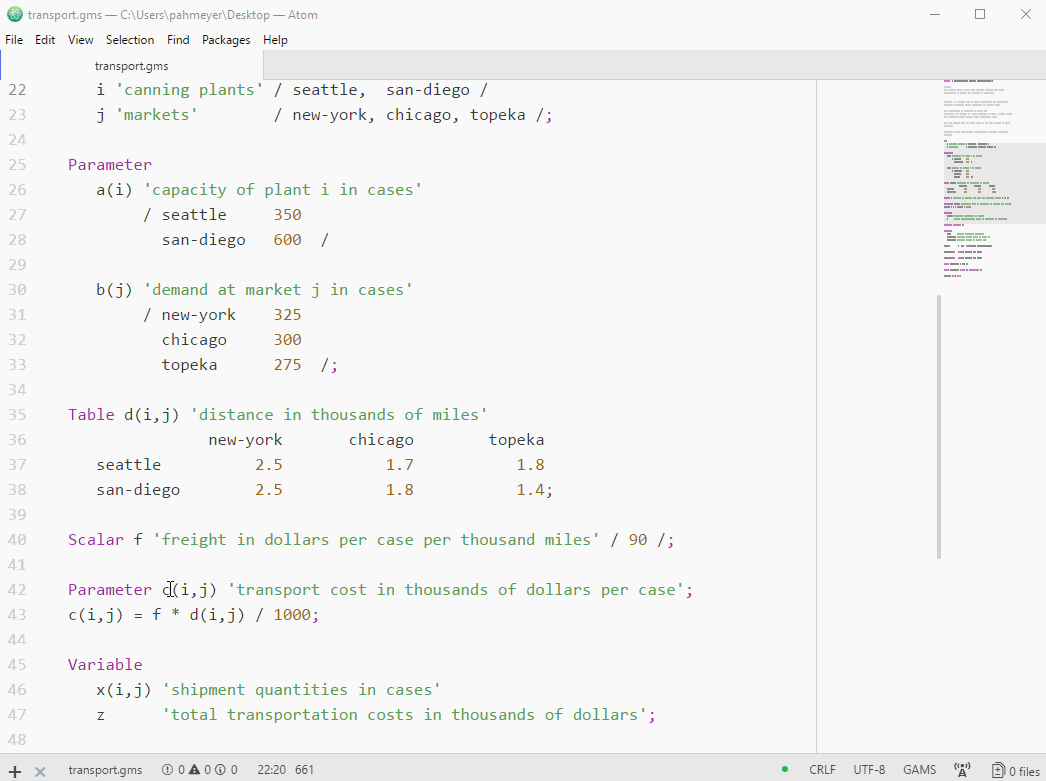 transport.gms — C:\Users\pahmeyer\Desktop — Atom
File Edit View Selection Find Packages Help
transport.gms
22 i 'canning plants' / seattle, san-diego /
23 j 'markets' / new-york, chicago, topeka /;
24
25 Parameter
26 a(i) 'capacity of plant i in cases'
27 / seattle 350
28 san-diego 600 /
29
30 b(j) 'demand at market j in cases'
31 / new-york 325
32 chicago 300
33 topeka 275 /;
34
35 Table d(i,j) 'distance in thousands of miles'
36 new-york chicago topeka
37 seattle 2.5 1.7 1.8
38 san-diego 2.5 1.8 1.4;
39
40 Scalar f 'freight in dollars per case per thousand miles' / 90 /;
41
42 Parameter c(i,j) 'transport cost in thousands of dollars per case';
43 c(i,j) = f * d(i,j) / 1000;
44
45 Variable
46 x(i,j) 'shipment quantities in cases'
47 z 'total transportation costs in thousands of dollars';
48
transport.gms 0 0 0 22:20 661 CRLF UTF-8 GAMS 0 files